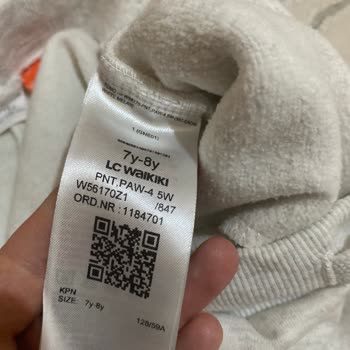 7y-8y
LC Waikiki
PNT,PAW-4 5W
W56170Z1 /847
ORD.NR : 1184701
KPN
SIZE: 7y-8y
128/59A